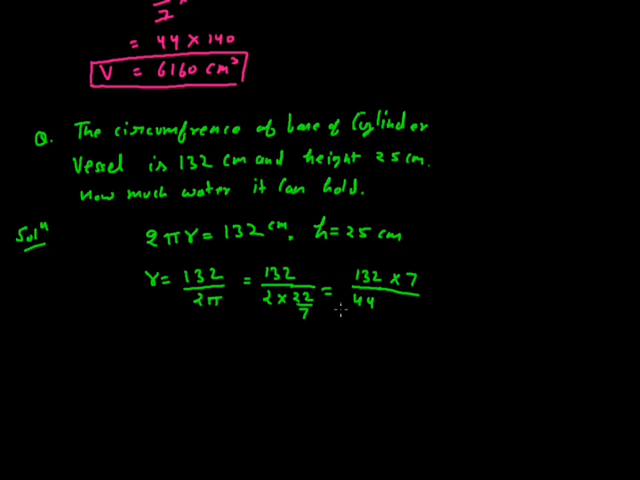 7
= 44 × 140
V = 6160 cm³
Q. The circumfrence of base of Cylinder
Vessel is 132 cm and height 25 cm.
How much water it can hold.
Solⁿ 2πr = 132 cm. h = 25 cm
r = 132/2π = 132/(2 × 22/7) = 132 × 7/44